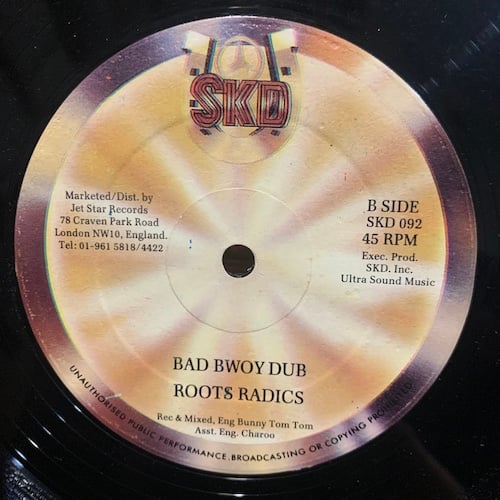 SKD
Marketed/Dist. by
Jet Star Records
78 Craven Park Road
London NW10, England.
Tel: 01-961 5818/4422
B SIDE
SKD 092
45 RPM
Exec. Prod.
SKD. Inc.
Ultra Sound Music
BAD BWOY DUB
ROOTS RADICS
Rec & Mixed, Eng Bunny Tom Tom
Asst. Eng. Charoo
UNAUTHORISED PUBLIC PERFORMANCE.BROADCASTING OR COPYING PROHIBITED